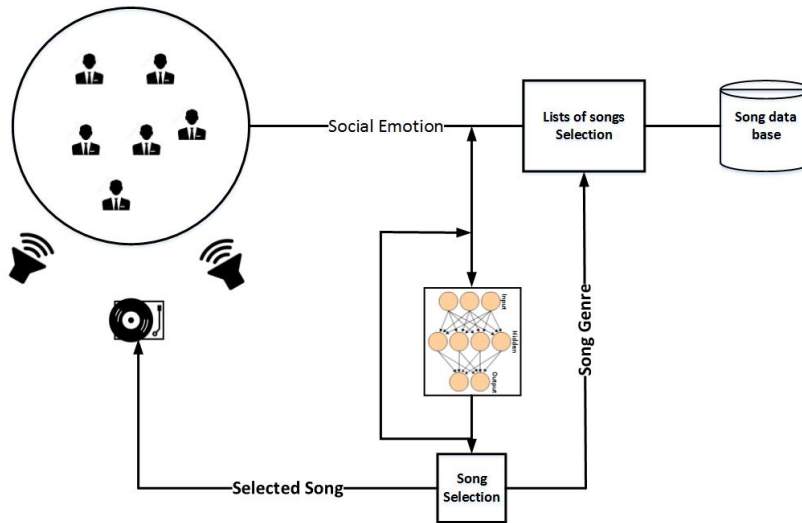 Social Emotion
Lists of songs
Selection
Song data
base
Input
Hidden
Output
Song Genre
Selected Song
Song
Selection